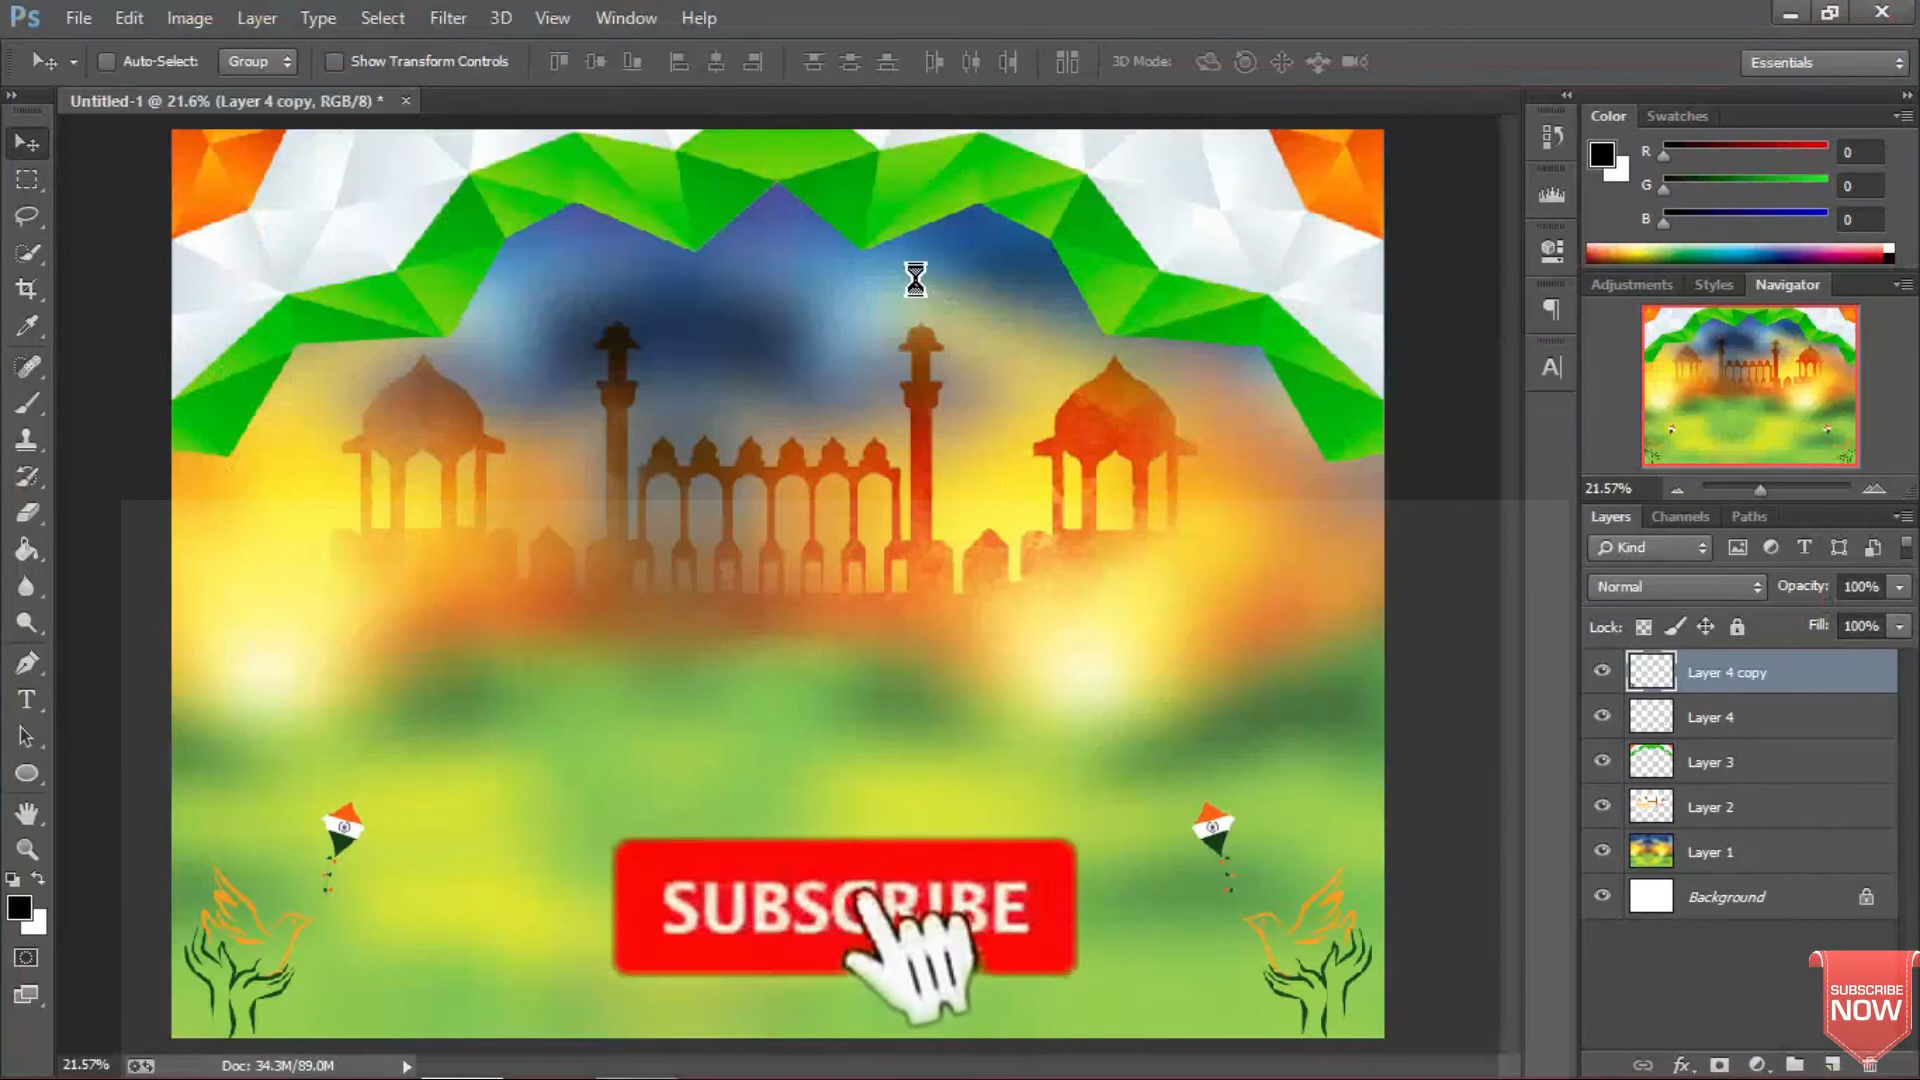 Ps File Edit Image Layer Type Select Filter 3D View Window Help
Auto-Select: Group Show Transform Controls 3D Mode: Essentials
Untitled-1 @ 21.6% (Layer 4 copy, RGB/8) * ×
Color Swatches
R 0
G 0
B 0
Adjustments Styles Navigator
21.57%
Layers Channels Paths
Kind
Normal Opacity: 100%
Lock: Fill: 100%
Layer 4 copy
Layer 4
Layer 3
Layer 2
Layer 1
Background
SUBSCRIBE
SUBSCRIBE
NOW
21.57% Doc: 34.3M/89.0M